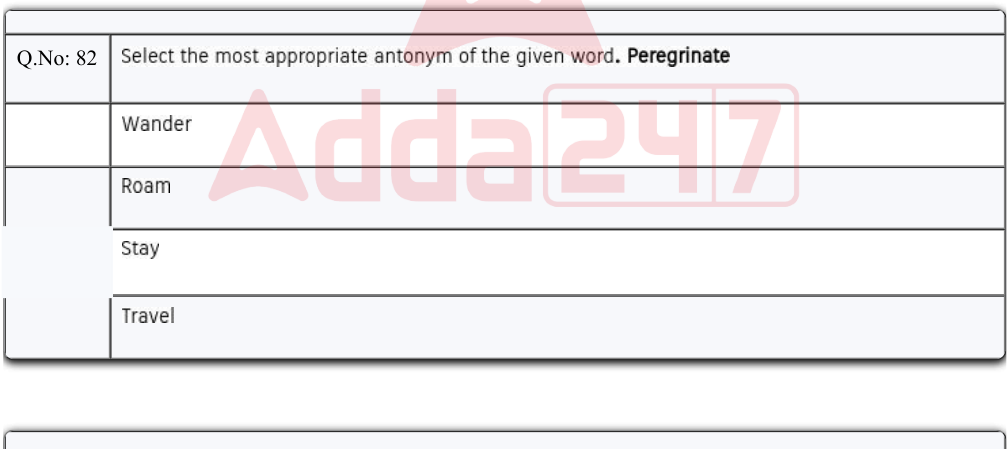 Q.No: 82 Select the most appropriate antonym of the given word. Peregrinate
Wander
Roam
Stay
Travel
Adda247